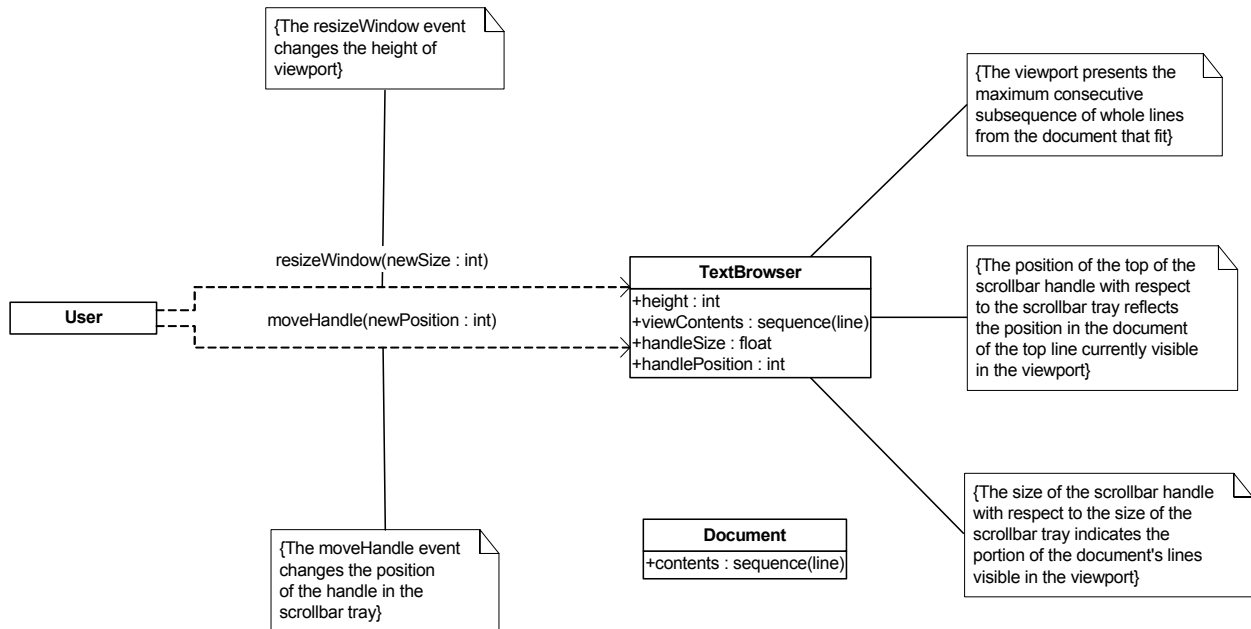 {The resizeWindow event
changes the height of
viewport}
{The viewport presents the
maximum consecutive
subsequence of whole lines
from the document that fit}
resizeWindow(newSize : int)
User
moveHandle(newPosition : int)
TextBrowser
+height : int
+viewContents : sequence(line)
+handleSize : float
+handlePosition : int
{The position of the top of the
scrollbar handle with respect
to the scrollbar tray reflects
the position in the document
of the top line currently visible
in the viewport}
{The moveHandle event
changes the position
of the handle in the
scrollbar tray}
Document
+contents : sequence(line)
{The size of the scrollbar handle
with respect to the size of the
scrollbar tray indicates the
portion of the document's lines
visible in the viewport}